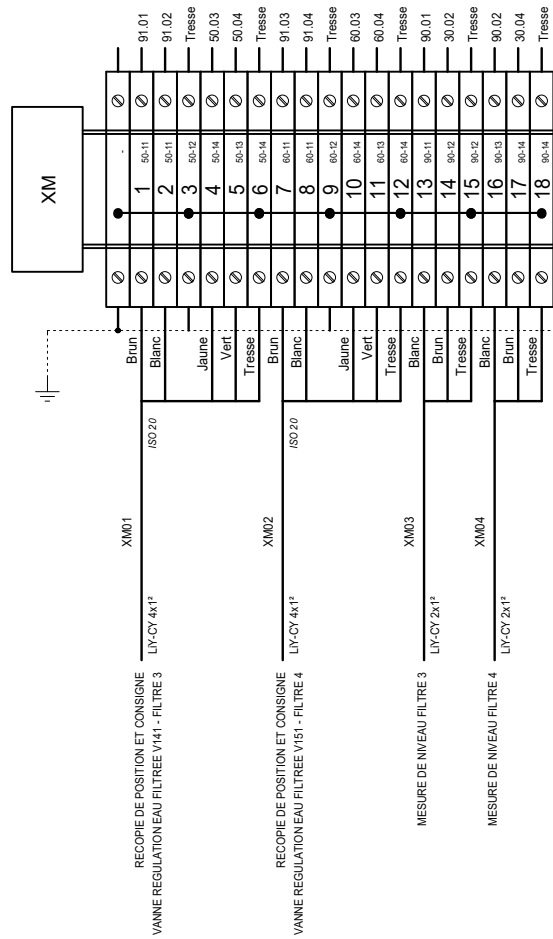 XM
-
Brun 1 50-11 91.01
Blanc 2 50-11 91.02
3 50-12 Tresse
Jaune 4 50-14 50.03
Vert 5 50-13 50.04
Tresse 6 50-14 Tresse
Brun 7 60-11 91.03
Blanc 8 60-11 91.04
9 60-12 Tresse
Jaune 10 60-14 60.03
Vert 11 60-13 60.04
Tresse 12 60-14 Tresse
Blanc 13 90-11 90.01
Brun 14 90-12 30.02
Tresse 15 90-12 Tresse
Blanc 16 90-13 90.02
Brun 17 90-14 30.04
Tresse 18 90-14 Tresse
ISO 20
XM01
LiY-CY 4x1²
RECOPIE DE POSITION ET CONSIGNE
VANNE REGULATION EAU FILTREE V141 - FILTRE 3
ISO 20
XM02
LiY-CY 4x1²
RECOPIE DE POSITION ET CONSIGNE
VANNE REGULATION EAU FILTREE V151 - FILTRE 4
XM03
LiY-CY 2x1²
MESURE DE NIVEAU FILTRE 3
XM04
LiY-CY 2x1²
MESURE DE NIVEAU FILTRE 4